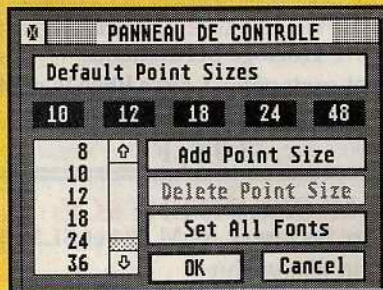 PANNEAU DE CONTROLE
Default Point Sizes
10 12 18 24 48
8
10
12
18
24
36
Add Point Size
Delete Point Size
Set All Fonts
OK Cancel